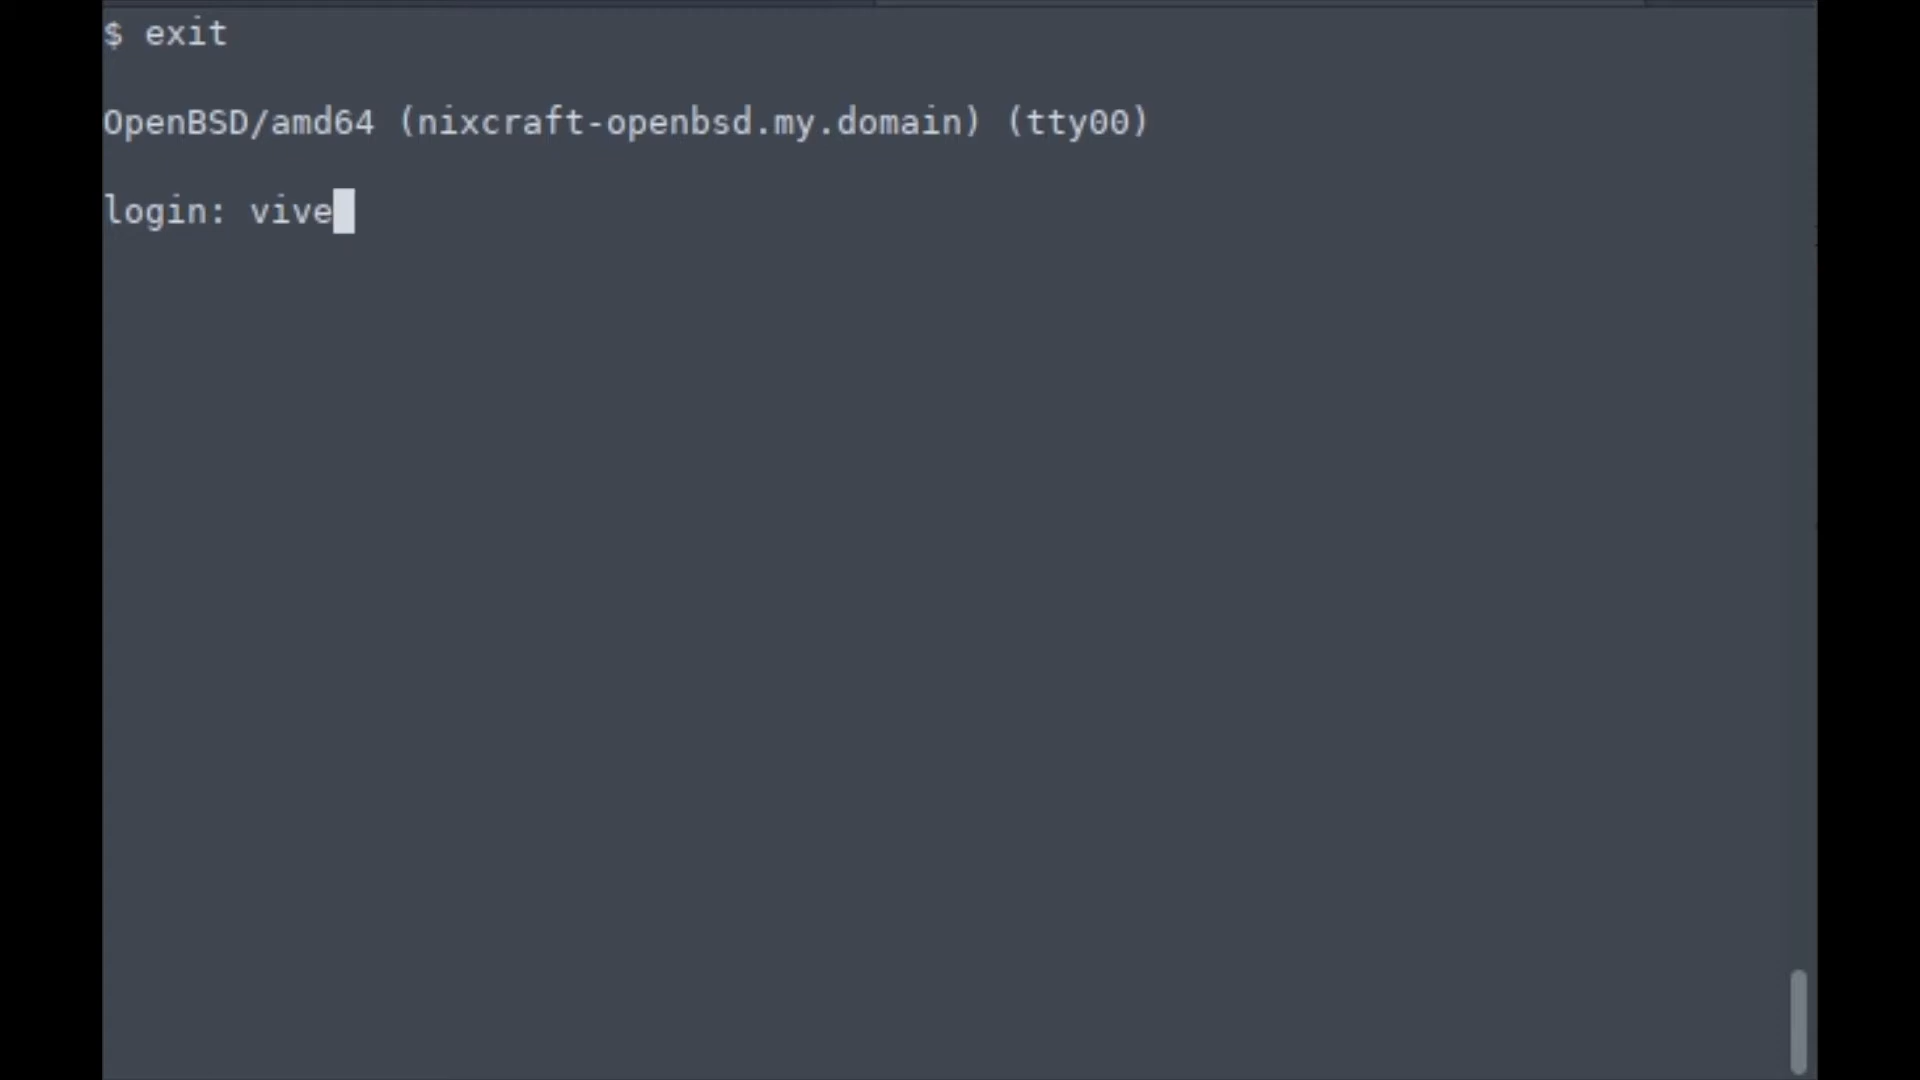 $ exit
OpenBSD/amd64 (nixcraft-openbsd.my.domain) (tty00)
login: vive